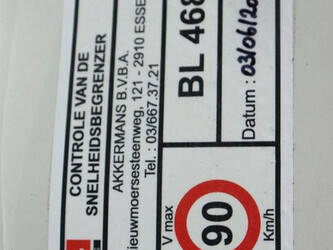 CONTROLE VAN DE
SNELHEIDSBEGRENZER
AKKERMANS B.V.B.A.
ieuwmoersesteenweg, 121 - 2910 ESSE
Tel. : 03/667.37.21
BL 468
Datum : 03/06/20
V max
90
Km/h